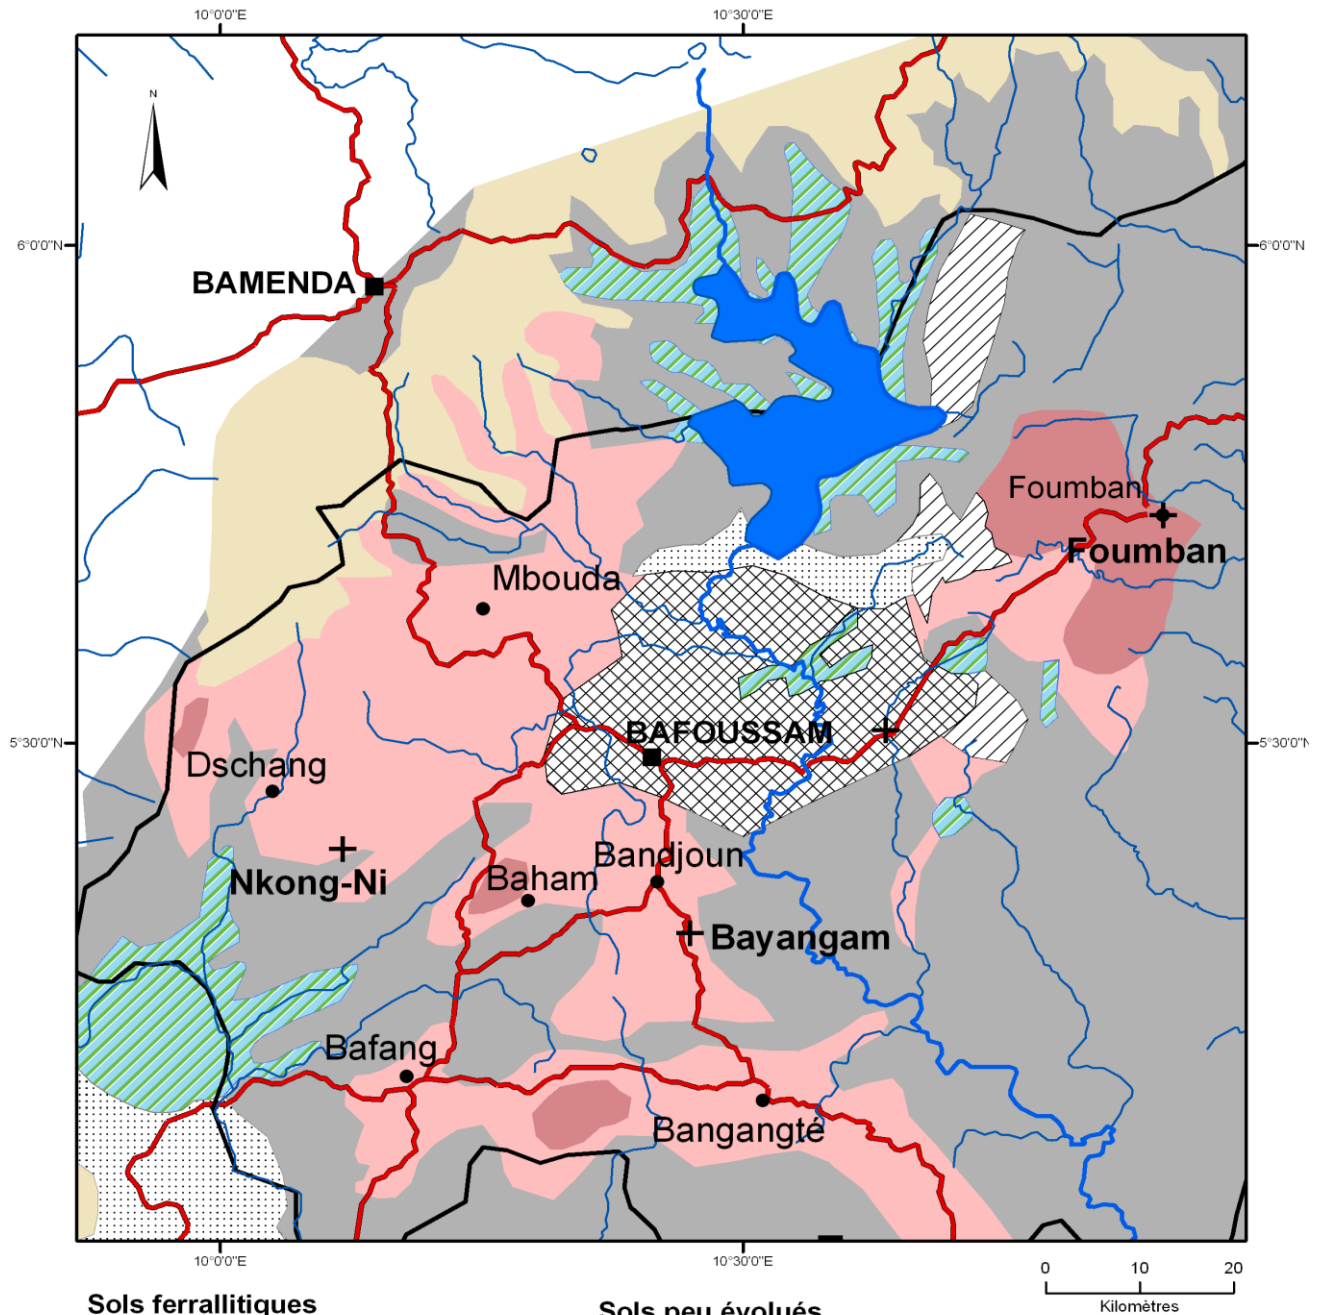 10°0'0"E
10°30'0"E
N
6°0'0"N
6°0'0"N
BAMENDA
Foumban
Foumban
Mbouda
BAFOUSSAM
5°30'0"N
5°30'0"N
Dschang
Bandjoun
Nkong-Ni
Baham
Bayangam
Bafang
Bangangté
10°0'0"E
10°30'0"E
0 10 20
Kilomètres
Sols ferrallitiques
Sols peu évolués